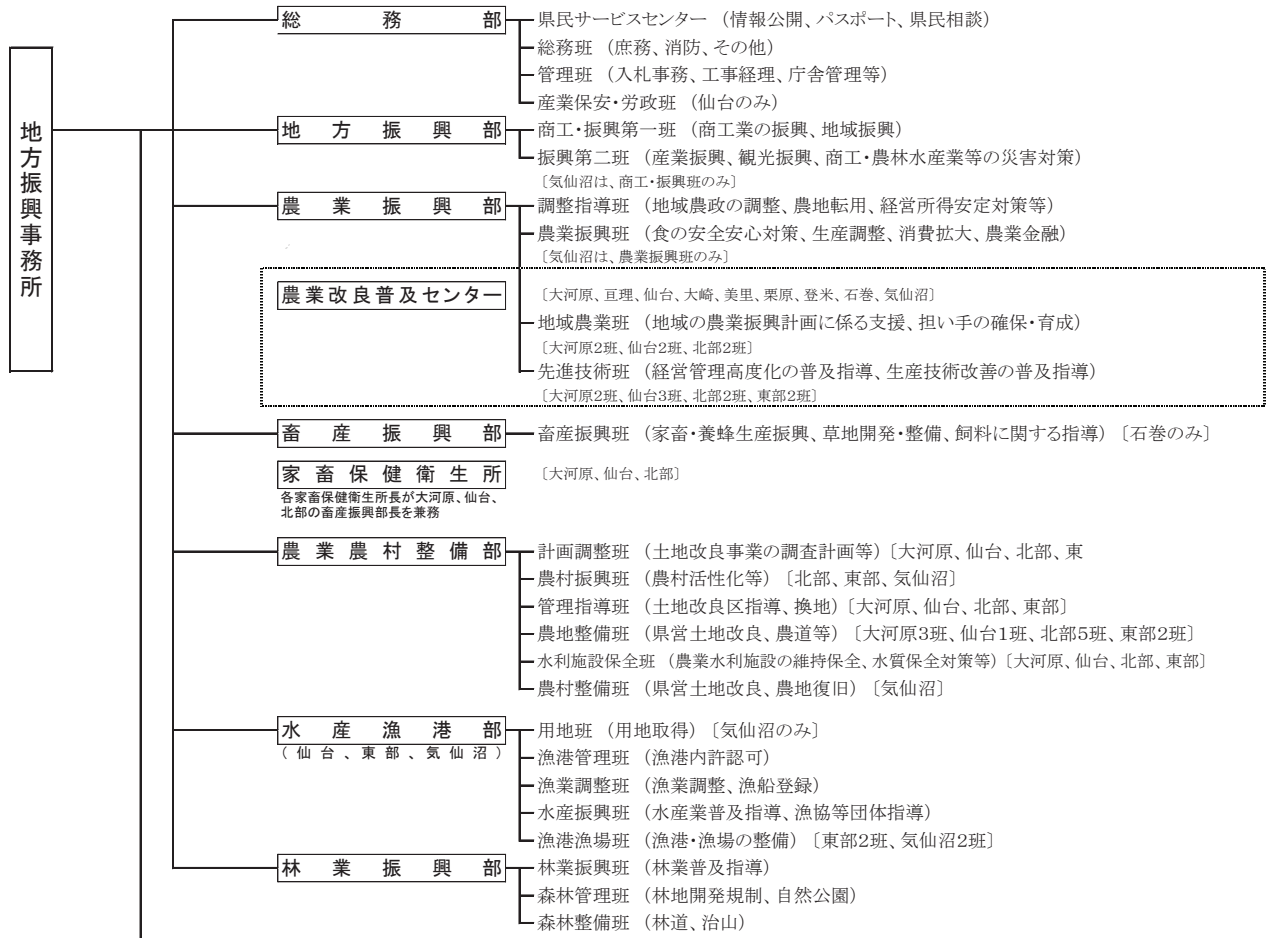 地方振興事務所
総務部 県民サービスセンター （情報公開、パスポート、県民相談）
総務班 （庶務、消防、その他）
管理班 （入札事務、工事経理、庁舎管理等）
産業保安・労政班 （仙台のみ）
地方振興部 商工・振興第一班 （商工業の振興、地域振興）
振興第二班 （産業振興、観光振興、商工・農林水産業等の災害対策）
〔気仙沼は、商工・振興班のみ〕
農業振興部 調整指導班 （地域農政の調整、農地転用、経営所得安定対策等）
農業振興班 （食の安全安心対策、生産調整、消費拡大、農業金融）
〔気仙沼は、農業振興班のみ〕
農業改良普及センター 〔大河原、亘理、仙台、大崎、美里、栗原、登米、石巻、気仙沼〕
地域農業班 （地域の農業振興計画に係る支援、担い手の確保・育成）
〔大河原2班、仙台2班、北部2班〕
先進技術班 （経営管理高度化の普及指導、生産技術改善の普及指導）
〔大河原2班、仙台3班、北部2班、東部2班〕
畜産振興部 畜産振興班 （家畜・養蜂生産振興、草地開発・整備、飼料に関する指導） 〔石巻のみ〕
家畜保健衛生所 〔大河原、仙台、北部〕
各家畜保健衛生所長が大河原、仙台、
北部の畜産振興部長を兼務
農業農村整備部 計画調整班 （土地改良事業の調査計画等） 〔大河原、仙台、北部、東
農村振興班 （農村活性化等） 〔北部、東部、気仙沼〕
管理指導班 （土地改良区指導、換地） 〔大河原、仙台、北部、東部〕
農地整備班 （県営土地改良、農道等） 〔大河原3班、仙台1班、北部5班、東部2班〕
水利施設保全班 （農業水利施設の維持保全、水質保全対策等） 〔大河原、仙台、北部、東部〕
農村整備班 （県営土地改良、農地復旧） 〔気仙沼〕
水産漁港部 用地班 （用地取得） 〔気仙沼のみ〕
（仙台、東部、気仙沼）
漁港管理班 （漁港内許認可）
漁業調整班 （漁業調整、漁船登録）
水産振興班 （水産業普及指導、漁協等団体指導）
漁港漁場班 （漁港・漁場の整備） 〔東部2班、気仙沼2班〕
林業振興部 林業振興班 （林業普及指導）
森林管理班 （林地開発規制、自然公園）
森林整備班 （林道、治山）